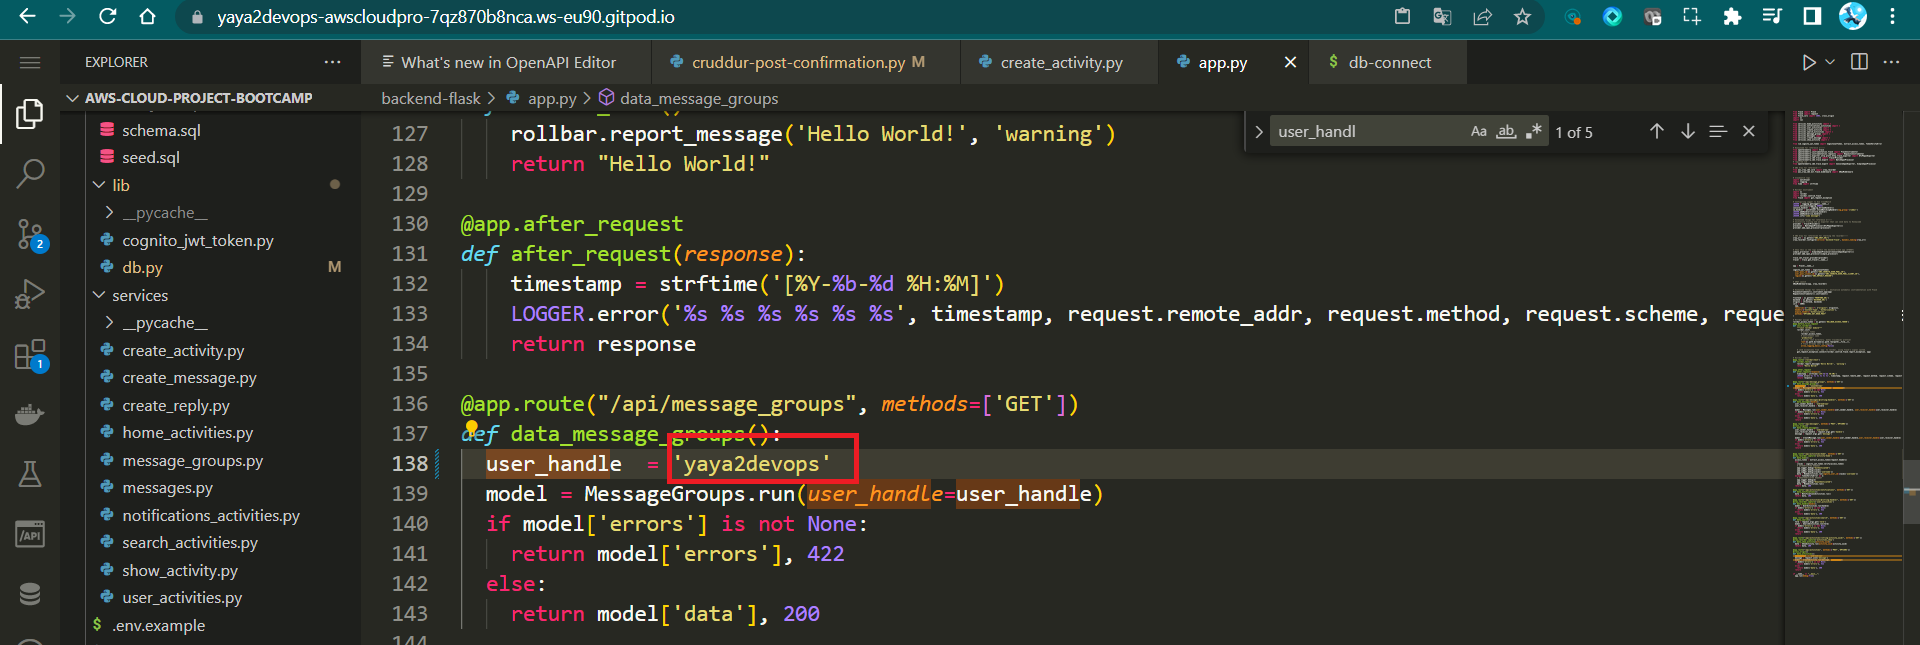 yaya2devops-awscloudpro-7qz870b8nca.ws-eu90.gitpod.io
EXPLORER
What's new in OpenAPI Editor
cruddur-post-confirmation.py M
create_activity.py
app.py
$ db-connect
AWS-CLOUD-PROJECT-BOOTCAMP
schema.sql
seed.sql
lib
__pycache__
cognito_jwt_token.py
db.py M
services
__pycache__
create_activity.py
create_message.py
create_reply.py
home_activities.py
message_groups.py
messages.py
notifications_activities.py
search_activities.py
show_activity.py
user_activities.py
$ .env.example
2
1
/API
backend-flask > app.py > data_message_groups
user_handl Aa ab .* 1 of 5
127 rollbar.report_message('Hello World!', 'warning')
128 return "Hello World!"
129
130 @app.after_request
131 def after_request(response):
132 timestamp = strftime('[%Y-%b-%d %H:%M]')
133 LOGGER.error('%s %s %s %s %s %s', timestamp, request.remote_addr, request.method, request.scheme, reque
134 return response
135
136 @app.route("/api/message_groups", methods=['GET'])
137 def data_message_groups():
138 user_handle = 'yaya2devops'
139 model = MessageGroups.run(user_handle=user_handle)
140 if model['errors'] is not None:
141 return model['errors'], 422
142 else:
143 return model['data'], 200
144